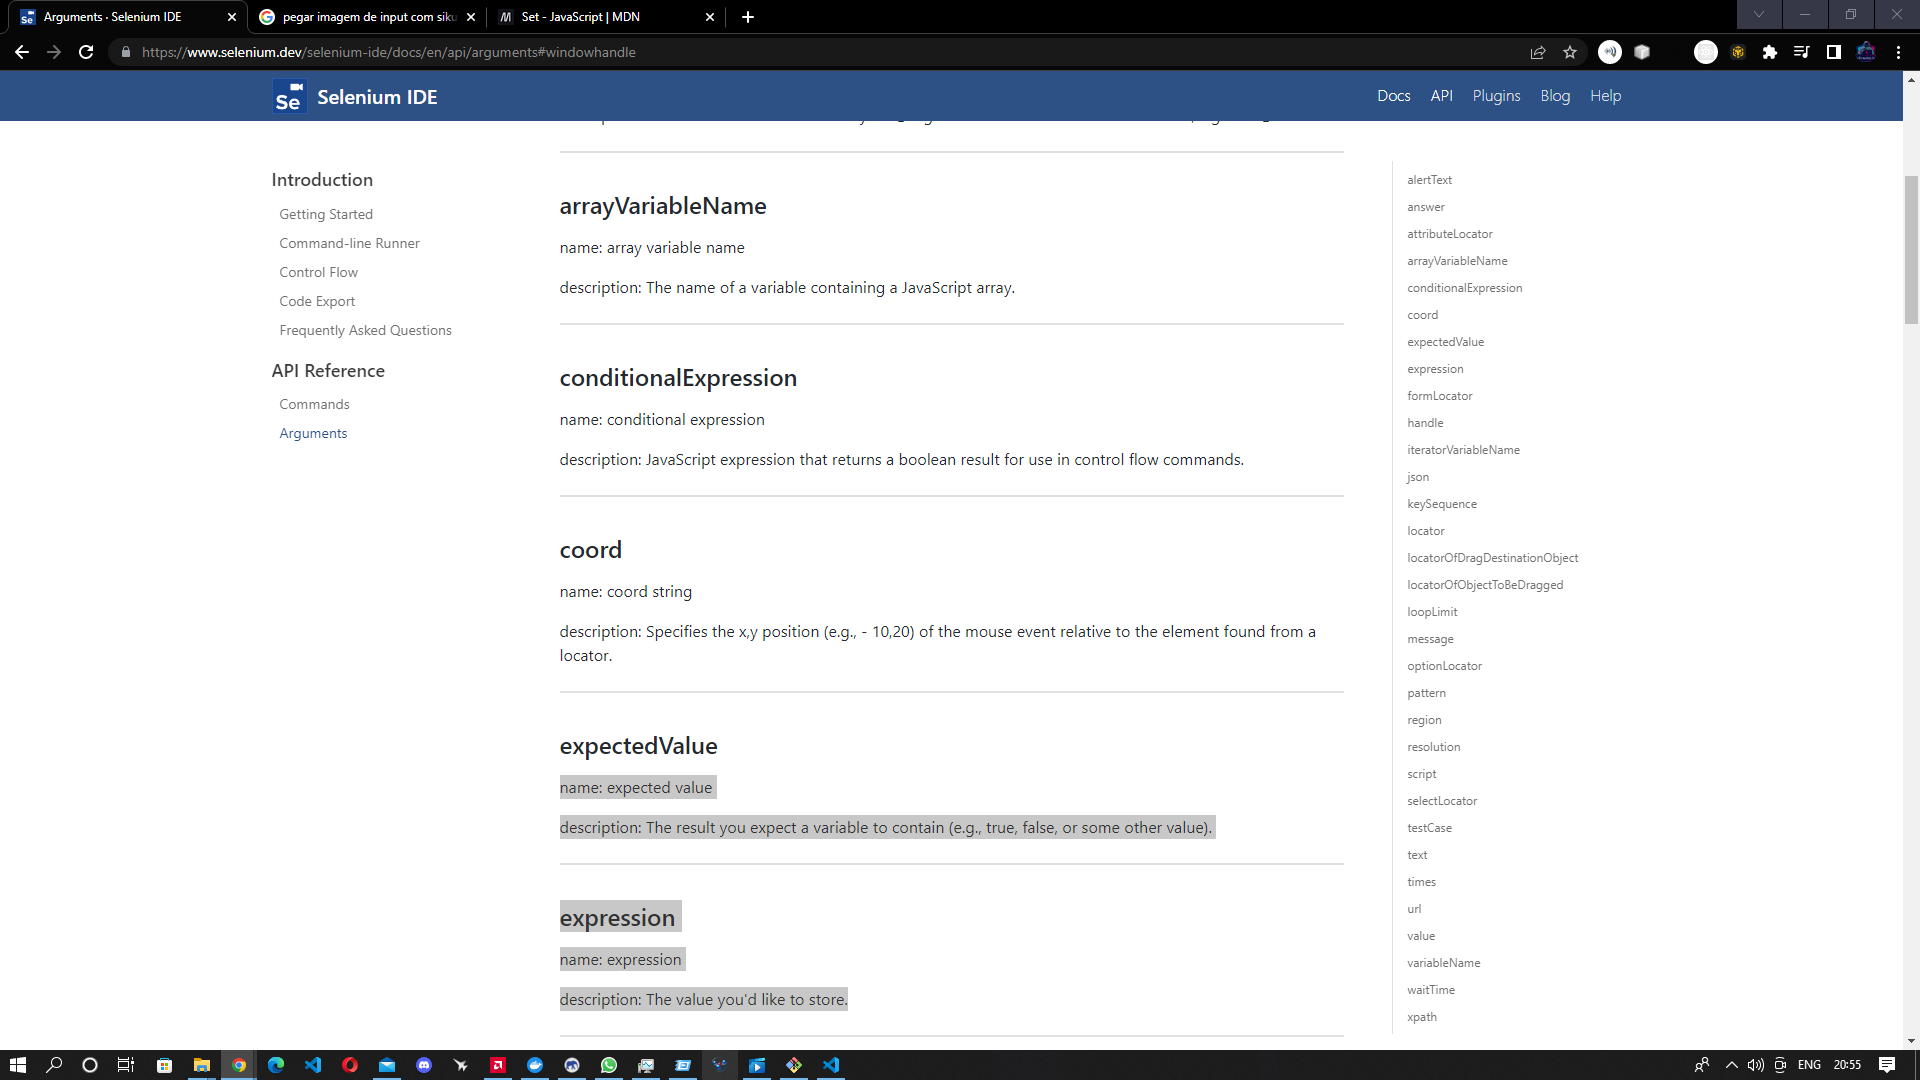 Arguments · Selenium IDE
pegar imagem de input com siku
Set - JavaScript | MDN
https://www.selenium.dev/selenium-ide/docs/en/api/arguments#windowhandle
Se
Selenium IDE
Docs
API
Plugins
Blog
Help
Introduction
Getting Started
Command-line Runner
Control Flow
Code Export
Frequently Asked Questions
API Reference
Commands
Arguments
arrayVariableName
name: array variable name
description: The name of a variable containing a JavaScript array.
conditionalExpression
name: conditional expression
description: JavaScript expression that returns a boolean result for use in control flow commands.
coord
name: coord string
description: Specifies the x,y position (e.g., - 10,20) of the mouse event relative to the element found from a
locator.
expectedValue
name: expected value
description: The result you expect a variable to contain (e.g., true, false, or some other value).
expression
name: expression
description: The value you'd like to store.
alertText
answer
attributeLocator
arrayVariableName
conditionalExpression
coord
expectedValue
expression
formLocator
handle
iteratorVariableName
json
keySequence
locator
locatorOfDragDestinationObject
locatorOfObjectToBeDragged
loopLimit
message
optionLocator
pattern
region
resolution
script
selectLocator
testCase
text
times
url
value
variableName
waitTime
xpath
ENG
20:55